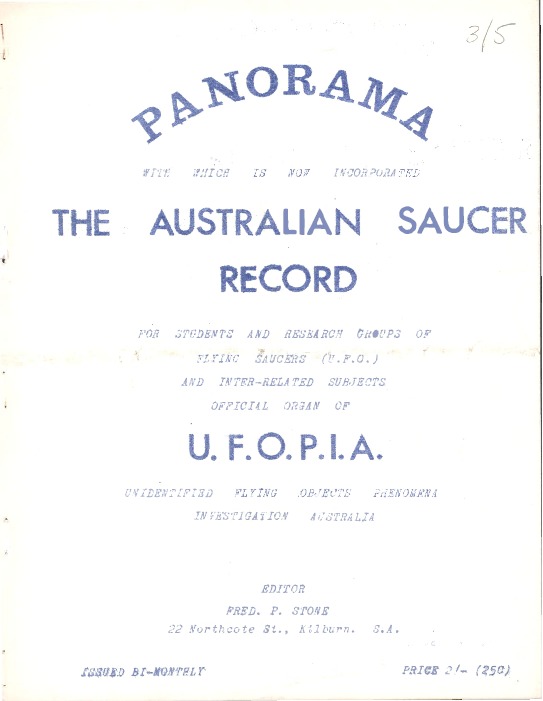 3/5
PANORAMA
WITH WHICH IS NOW INCORPORATED
THE AUSTRALIAN SAUCER
RECORD
FOR STUDENTS AND RESEARCH GROUPS OF
FLYING SAUCERS (U.F.O.)
AND INTER-RELATED SUBJECTS
OFFICIAL ORGAN OF
U.F.O.P.I.A.
UNIDENTIFIED FLYING OBJECTS PHENOMENA
INVESTIGATION AUSTRALIA
EDITOR
FRED. P. STONE
22 Northcote St., Kilburn. S.A.
ISSUED BI-MONTHLY
PRICE 2/- (25C)